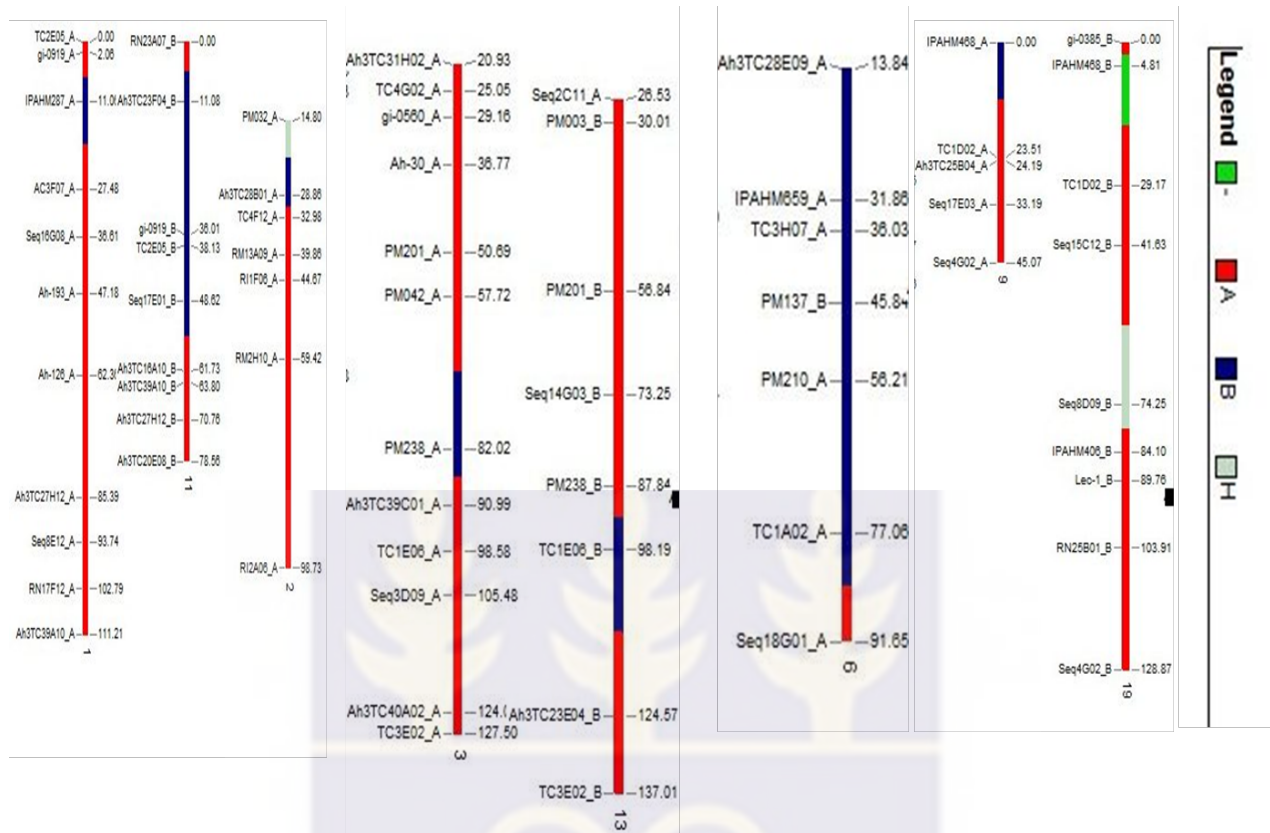 TC2E05_A 0.00
gi-0919_A 2.06
IPAHM287_A 11.0
AC3F07_A 27.48
Seq16G08_A 36.61
Ah-193_A 47.18
Ah-126_A 62.3
Ah3TC27H12_A 85.39
Seq8E12_A 93.74
RN17F12_A 102.79
Ah3TC39A10_A 111.21
1
RN23A07_B 0.00
Ah3TC23F04_B 11.08
gi-0919_B 36.01
TC2E05_B 38.13
Seq17E01_B 48.62
Ah3TC16A10_B 61.73
Ah3TC39A10_B 63.80
Ah3TC27H12_B 70.76
Ah3TC20E08_B 78.56
11
PM032_A 14.80
Ah3TC28B01_A 28.86
TC4F12_A 32.98
RM13A09_A 39.86
RI1F06_A 44.67
RM2H10_A 59.42
RI2A06_A 98.73
2
Ah3TC31H02_A 20.93
TC4G02_A 25.05
gi-0560_A 29.16
Ah-30_A 36.77
PM201_A 50.69
PM042_A 57.72
PM238_A 82.02
Ah3TC39C01_A 90.99
TC1E06_A 98.58
Seq3D09_A 105.48
Ah3TC40A02_A 124.0
TC3E02_A 127.50
3
Seq2C11_A 26.53
PM003_B 30.01
PM201_B 56.84
Seq14G03_B 73.25
PM238_B 87.84
TC1E06_B 98.19
Ah3TC23E04_B 124.57
TC3E02_B 137.01
13
Ah3TC28E09_A 13.84
IPAHM659_A 31.86
TC3H07_A 36.03
PM137_B 45.84
PM210_A 56.21
TC1A02_A 77.06
Seq18G01_A 91.65
6
IPAHM468_A 0.00
TC1D02_A 23.51
Ah3TC25B04_A 24.19
Seq17E03_A 33.19
Seq4G02_A 45.07
9
gi-0385_B 0.00
IPAHM468_B 4.81
TC1D02_B 29.17
Seq15C12_B 41.63
Seq8D09_B 74.25
IPAHM406_B 84.10
Lec-1_B 89.76
RN25B01_B 103.91
Seq4G02_B 128.87
19
Legend
-
A
B
H